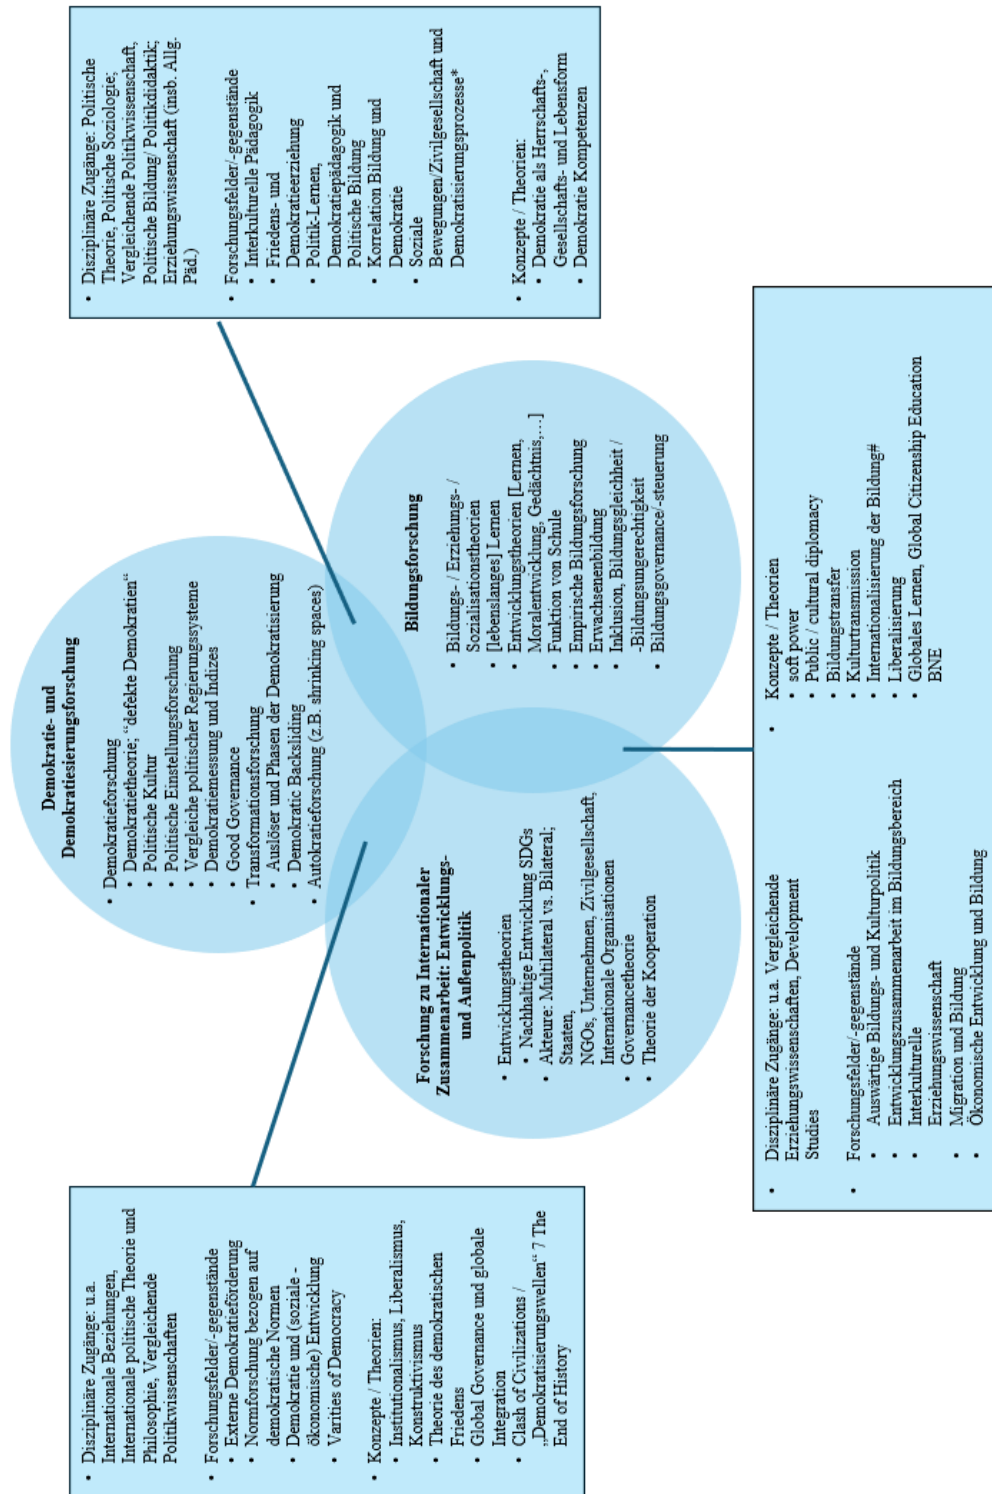 Disziplinäre Zugänge: u.a.
Internationale Beziehungen,
Internationale politische Theorie und
Philosophie, Vergleichende
Politikwissenschaften
Forschungsfelder/-gegenstände
Externe Demokratieförderung
Normforschung bezogen auf
demokratische Normen
Demokratie und (soziale -
ökonomische) Entwicklung
Varities of Democracy
Konzepte / Theorien:
Institutionalismus, Liberalismus,
Konstruktivismus
Theorie des demokratischen
Friedens
Global Governance und globale
Integration
Clash of Civilizations /
„Demokratisierungswellen“ 7 The
End of History
Demokratie- und
Demokratiesierungsforschung
Demokratieforschung
Demokratietheorie; “defekte Demokratien“
Politische Kultur
Politische Einstellungsforschung
Vergleiche politischer Regierungssysteme
Demokratiemessung und Indizes
Good Governance
Transformationsforschung
Auslöser und Phasen der Demokratisierung
Demokratic Backsliding
Autokratieforschung (z.B. shrinking spaces)
Disziplinäre Zugänge: Politische
Theorie, Politische Soziologie;
Vergleichende Politikwissenschaft,
Politische Bildung/ Politikdidaktik;
Erziehungswissenschaft (insb. Allg.
Päd.)
Forschungsfelder/-gegenstände
Interkulturelle Pädagogik
Friedens- und
Demokratieerziehung
Politik-Lernen,
Demokratiepädagogik und
Politische Bildung
Korrelation Bildung und
Demokratie
Soziale
Bewegungen/Zivilgesellschaft und
Demokratisierungsprozesse*
Konzepte / Theorien:
Demokratie als Herrschafts-,
Gesellschafts- und Lebensform
Demokratie Kompetenzen
Forschung zu Internationaler
Zusammenarbeit: Entwicklungs-
und Außenpolitik
Entwicklungstheorien
Nachhaltige Entwicklung SDGs
Akteure: Multilateral vs. Bilateral;
Staaten,
NGOs, Unternehmen, Zivilgesellschaft,
Internationale Organisationen
Governancetheorie
Theorie der Kooperation
Bildungsforschung
Bildungs- / Erziehungs- /
Sozialisationstheorien
[lebenslanges] Lernen
Entwicklungstheorien [Lernen,
Moralentwicklung, Gedächtnis,…]
Funktion von Schule
Empirische Bildungsforschung
Erwachsenenbildung
Inklusion, Bildungsgleichheit /
-Bildungsungerechtigkeit
Bildungsgovernance/-steuerung
Disziplinäre Zugänge: u.a. Vergleichende
Erziehungswissenschaften, Development
Studies
Forschungsfelder/-gegenstände
Auswärtige Bildungs- und Kulturpolitik
Entwicklungszusammenarbeit im Bildungsbereich
Interkulturelle
Erziehungswissenschaft
Migration und Bildung
Ökonomische Entwicklung und Bildung
Konzepte / Theorien
soft power
Public / cultural diplomacy
Bildungstransfer
Kulturtransmission
Internationalisierung der Bildung#
Liberalisierung
Globales Lernen, Global Citizenship Education
BNE